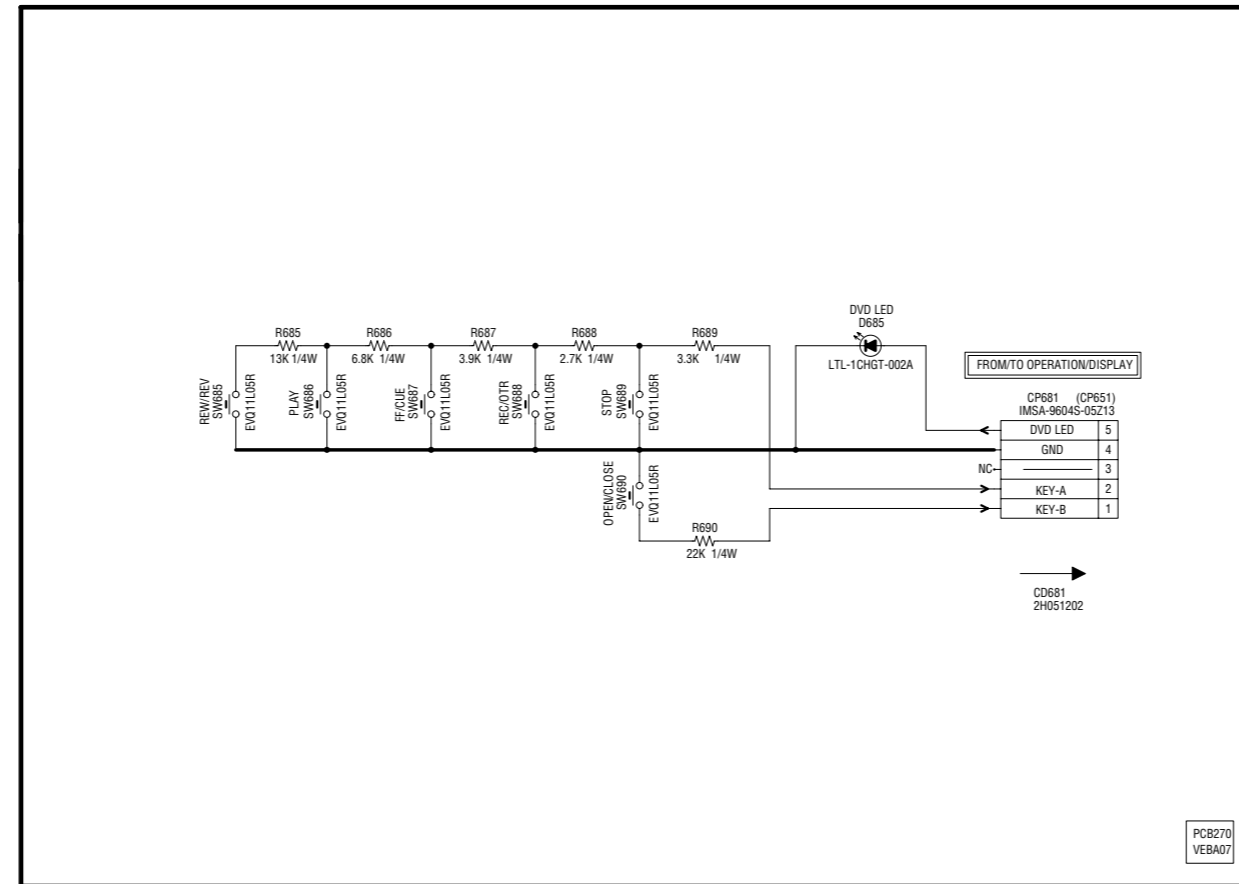 DVD LED
D685
LTL-1CHGT-002A
R685
13K 1/4W
R686
6.8K 1/4W
R687
3.9K 1/4W
R688
2.7K 1/4W
R689
3.3K 1/4W
REW/REV
SW685
EVQ11L05R
PLAY
SW686
EVQ11L05R
FF/CUE
SW687
EVQ11L05R
REC/OTR
SW688
EVQ11L05R
STOP
SW689
EVQ11L05R
OPEN/CLOSE
SW690
EVQ11L05R
R690
22K 1/4W
FROM/TO OPERATION/DISPLAY
CP681 (CP651)
IMSA-9604S-05Z13
DVD LED 5
GND 4
NC 3
KEY-A 2
KEY-B 1
CD681
2H051202
PCB270
VEBA07